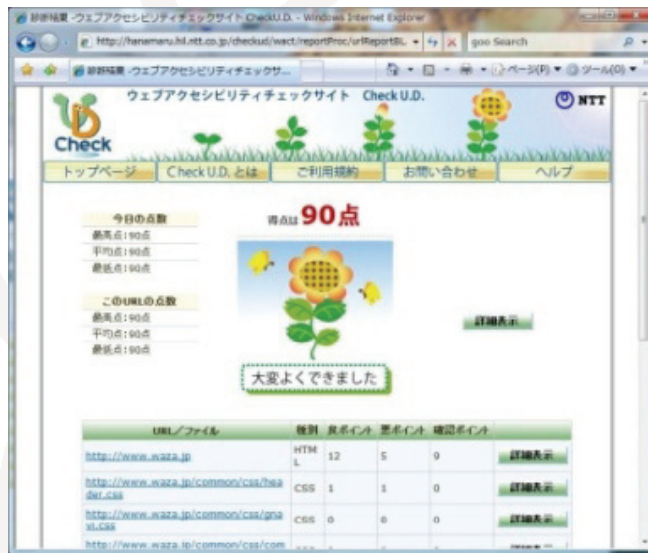 診断結果 -ウェブアクセシビリティチェックサイト CheckU.D. - Windows Internet Explorer
http://hanamaru.hil.ntt.co.jp/checkud/wact/reportProc/urlReportBL
goo Search
診断結果 -ウェブアクセシビリティチェックサ...
ページ(P)
ツール(O)
UD Check
ウェブアクセシビリティチェックサイト Check U.D.
NTT
トップページ
Check U.D. とは
ご利用規約
お問い合わせ
ヘルプ
今日の点数
最高点:90点
平均点:90点
最低点:90点
得点は90点
このURLの点数
最高点:90点
平均点:90点
最低点:90点
詳細表示
大変よくできました
URL/ファイル 種別 良ポイント 悪ポイント 確認ポイント
http://www.waza.jp HTML 12 5 9 詳細表示
http://www.waza.jp/common/css/header.css CSS 1 1 0 詳細表示
http://www.waza.jp/common/css/gnavi.css CSS 0 0 0 詳細表示
http://www.waza.jp/common/css/com